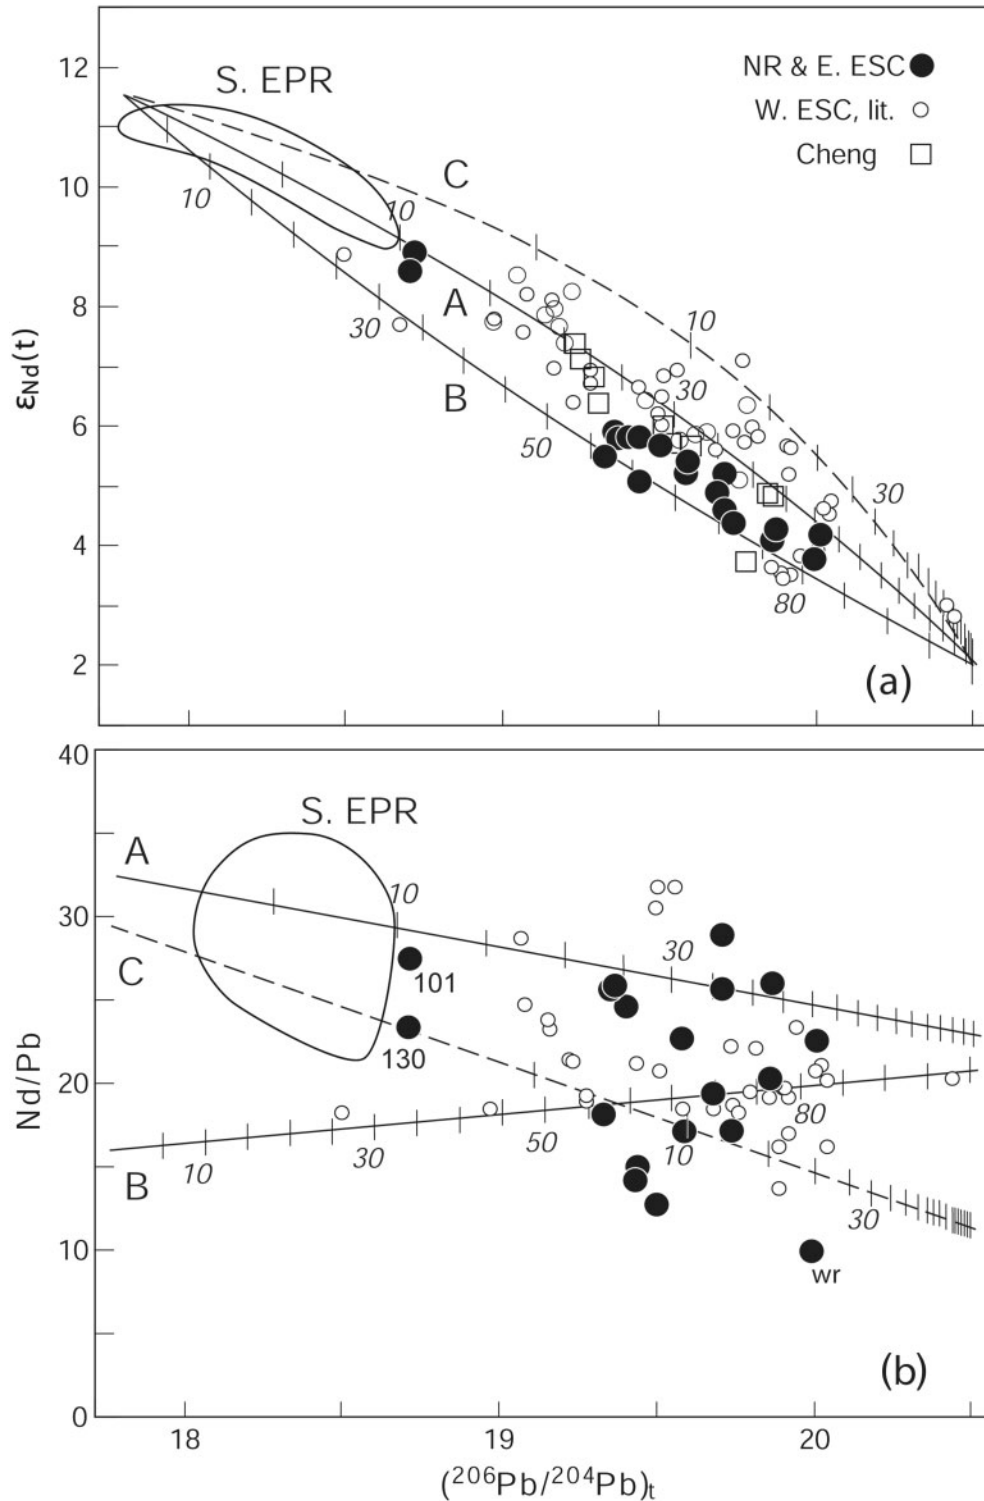 12
10
8
6
4
2
εNd(t)
S. EPR
NR & E. ESC
W. ESC, lit.
Cheng
C
10
10
A
10
30
B
30
50
30
80
(a)
40
30
20
10
0
Nd/Pb
S. EPR
A
10
30
C
101
130
50
80
10
30
10
30
B
wr
(b)
18
19
20
(²⁰⁶Pb/²⁰⁴Pb)t